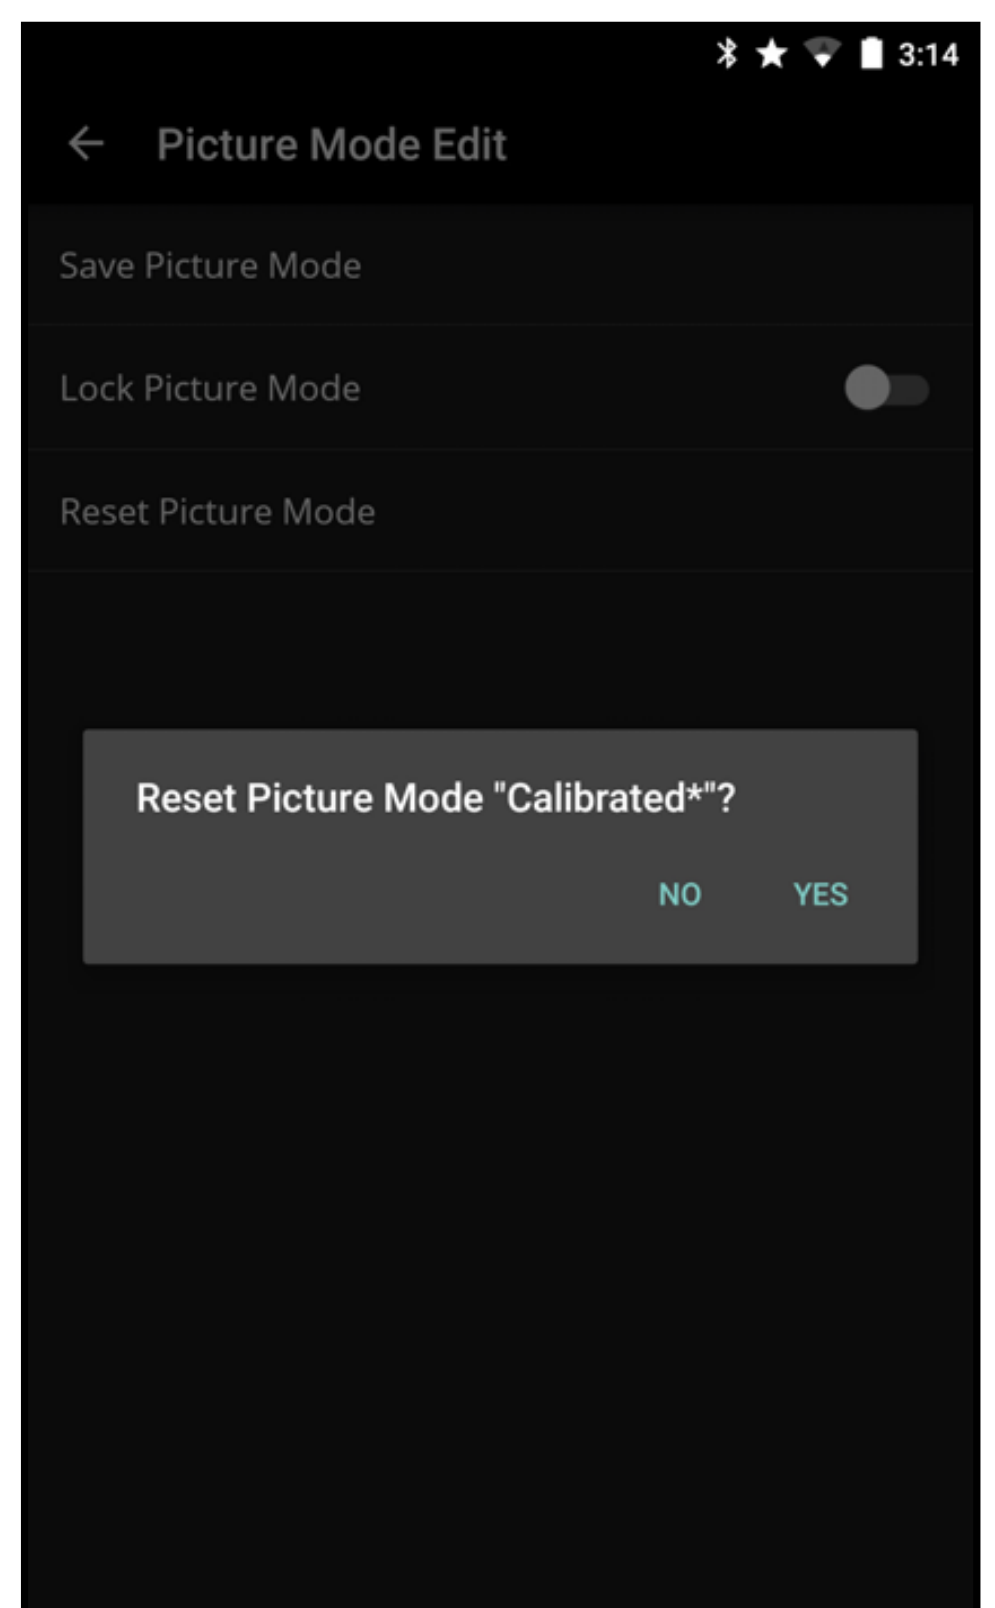 3:14
Picture Mode Edit
Save Picture Mode
Lock Picture Mode
Reset Picture Mode
Reset Picture Mode "Calibrated*"?
NO YES